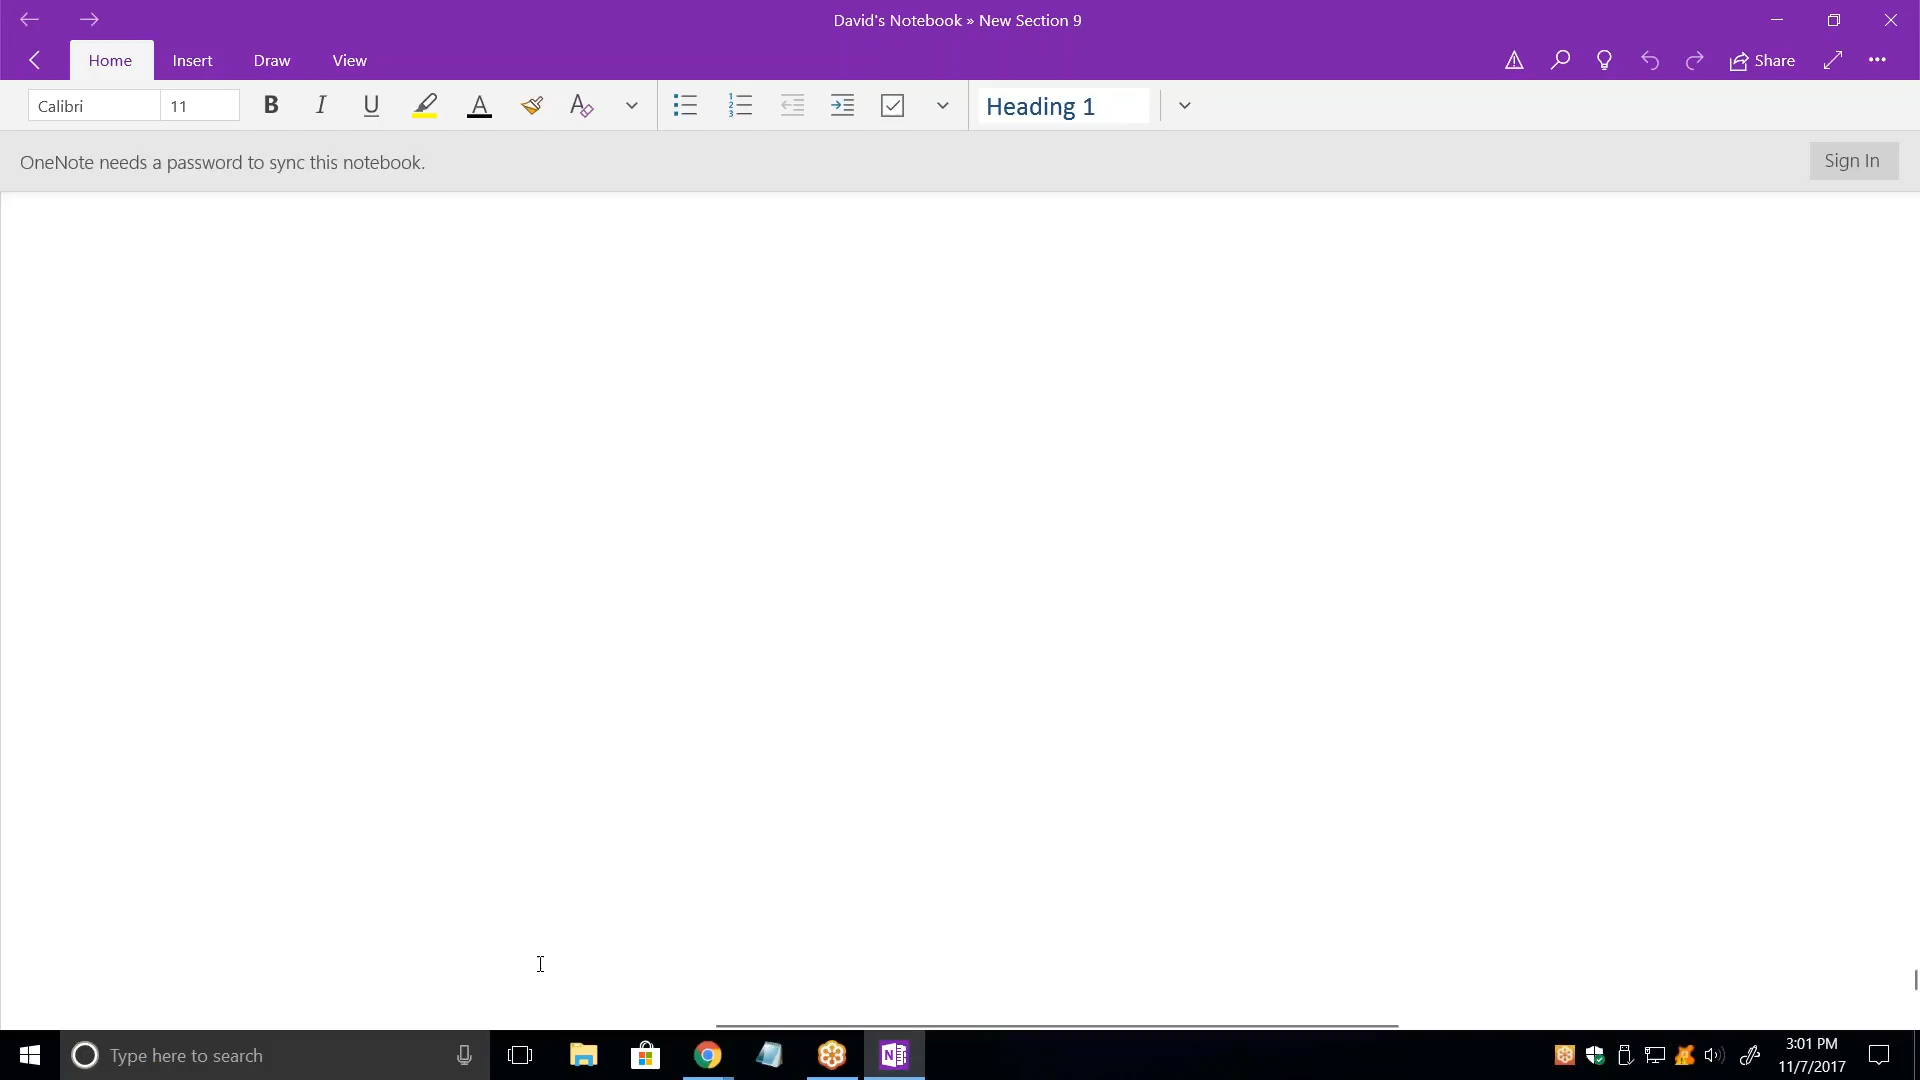 David's Notebook » New Section 9
Home Insert Draw View Share
Calibri 11 B I U A A Heading 1
OneNote needs a password to sync this notebook. Sign In
Type here to search
3:01 PM
11/7/2017